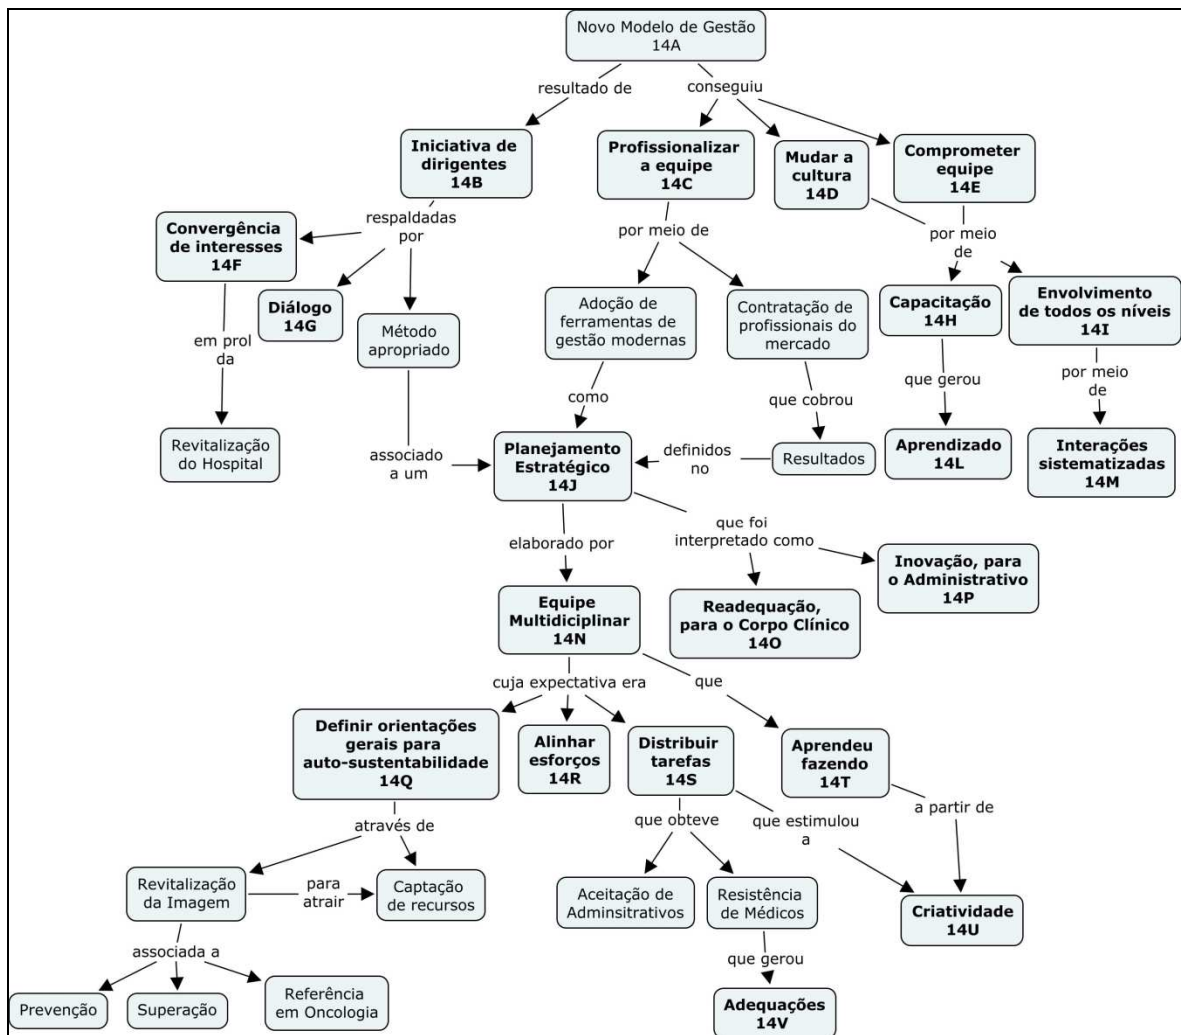 Novo Modelo de Gestão
14A
resultado de
conseguiu
Iniciativa de
dirigentes
14B
Profissionalizar
a equipe
14C
Mudar a
cultura
14D
Comprometer
equipe
14E
Convergência
de interesses
14F
respaldadas
por
por meio de
por meio
de
Diálogo
14G
Método
apropriado
Adoção de
ferramentas de
gestão modernas
Contratação de
profissionais do
mercado
Capacitação
14H
Envolvimento
de todos os níveis
14I
em prol
da
como
que cobrou
que gerou
por meio
de
Revitalização
do Hospital
associado
a um
Planejamento
Estratégico
14J
definidos
no
Resultados
Aprendizado
14L
Interações
sistematizadas
14M
elaborado por
que foi
interpretado como
Inovação, para
o Administrativo
14P
Equipe
Multidiciplinar
14N
Readequação,
para o Corpo Clínico
14O
cuja expectativa era
que
Definir orientações
gerais para
auto-sustentabilidade
14Q
Alinhar
esforços
14R
Distribuir
tarefas
14S
Aprendeu
fazendo
14T
através de
que obteve
que estimulou
a
a partir de
Revitalização
da Imagem
para
atrair
Captação
de recursos
Aceitação de
Adminsitrativos
Resistência
de Médicos
Criatividade
14U
associada a
que gerou
Prevenção
Superação
Referência
em Oncologia
Adequações
14V